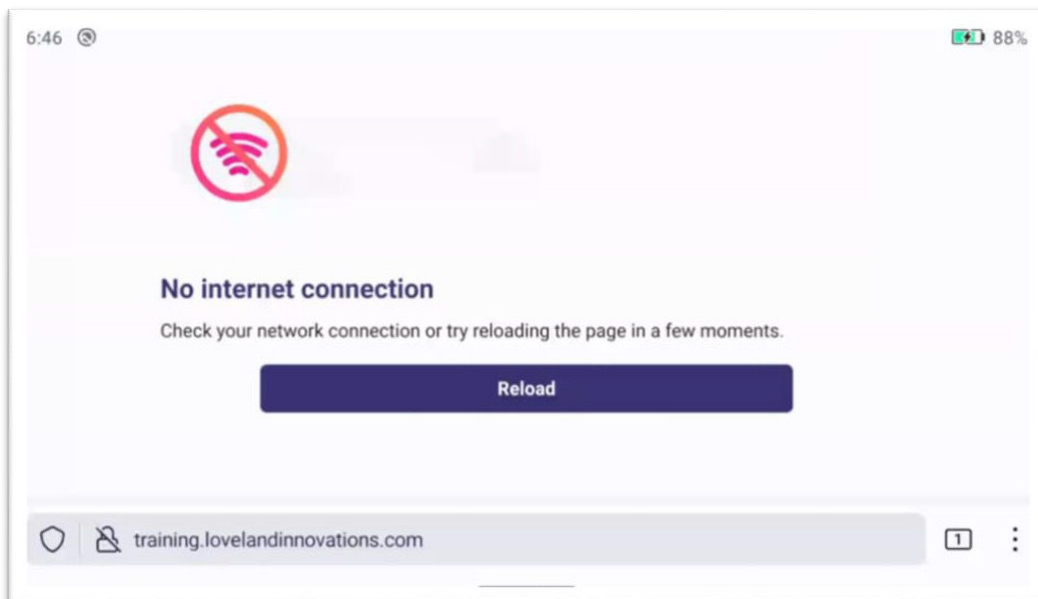 6:46
88%
No internet connection
Check your network connection or try reloading the page in a few moments.
Reload
training.lovelandinnovations.com
1